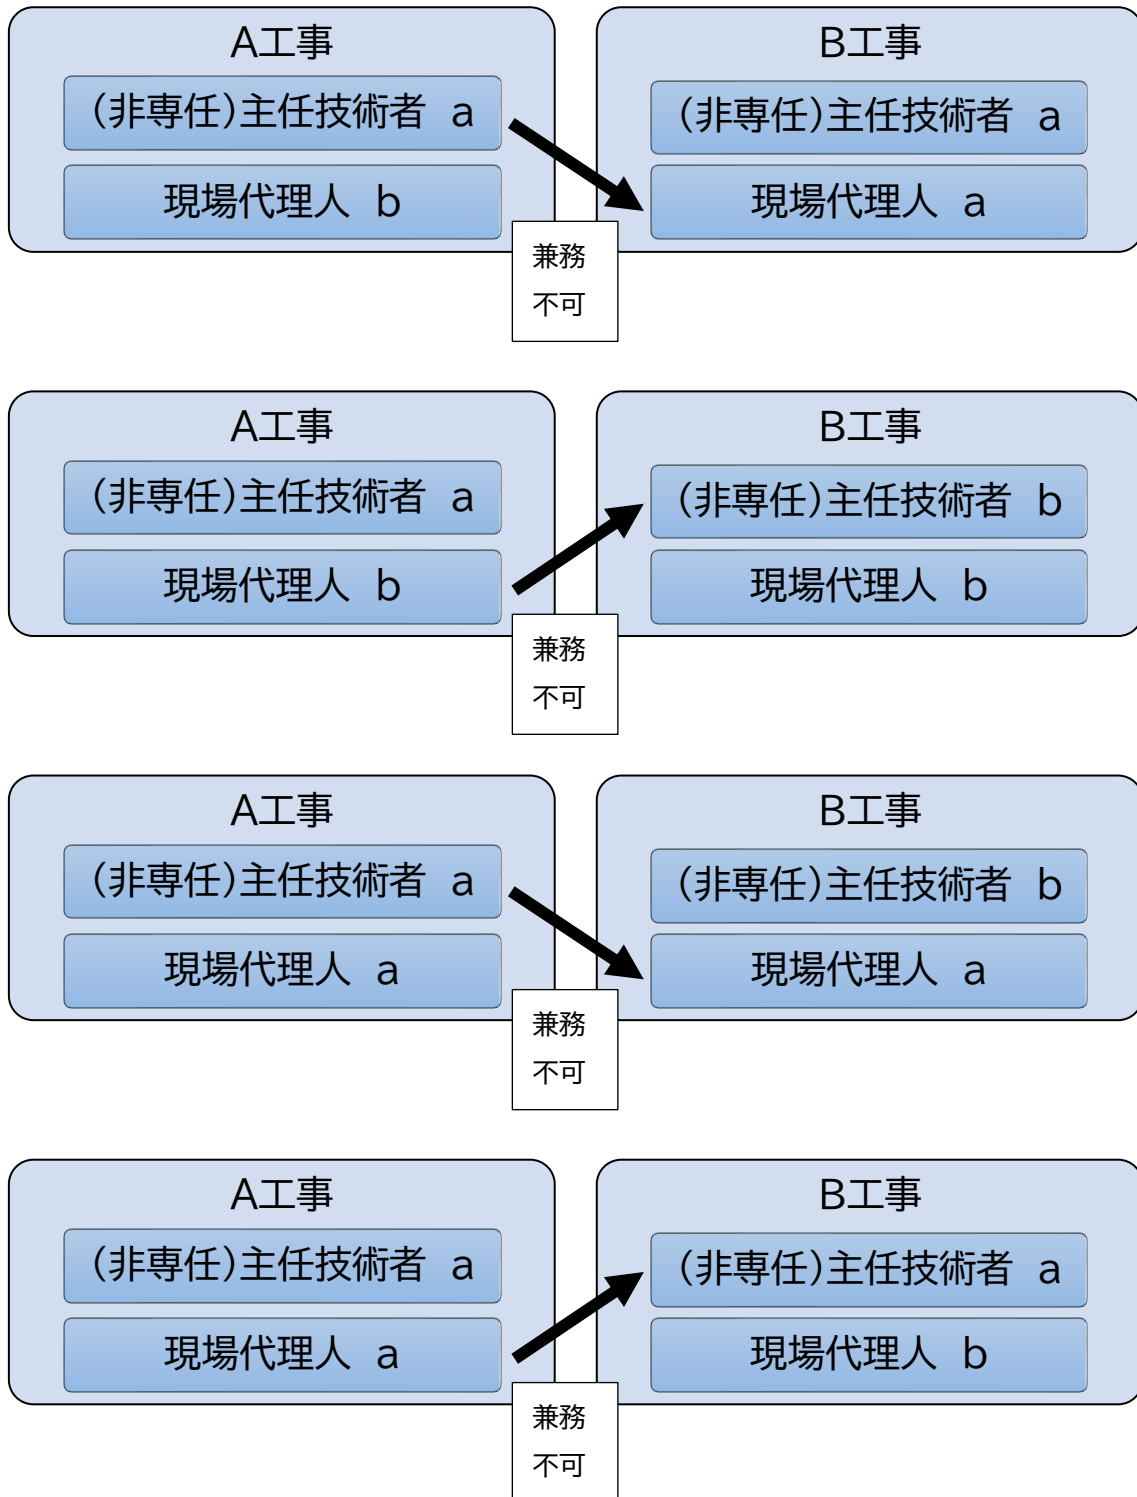 A工事
(非専任)主任技術者 a
現場代理人 b
B工事
(非専任)主任技術者 a
現場代理人 a
兼務
不可
A工事
(非専任)主任技術者 a
現場代理人 b
B工事
(非専任)主任技術者 b
現場代理人 b
兼務
不可
A工事
(非専任)主任技術者 a
現場代理人 a
B工事
(非専任)主任技術者 b
現場代理人 a
兼務
不可
A工事
(非専任)主任技術者 a
現場代理人 a
B工事
(非専任)主任技術者 a
現場代理人 b
兼務
不可